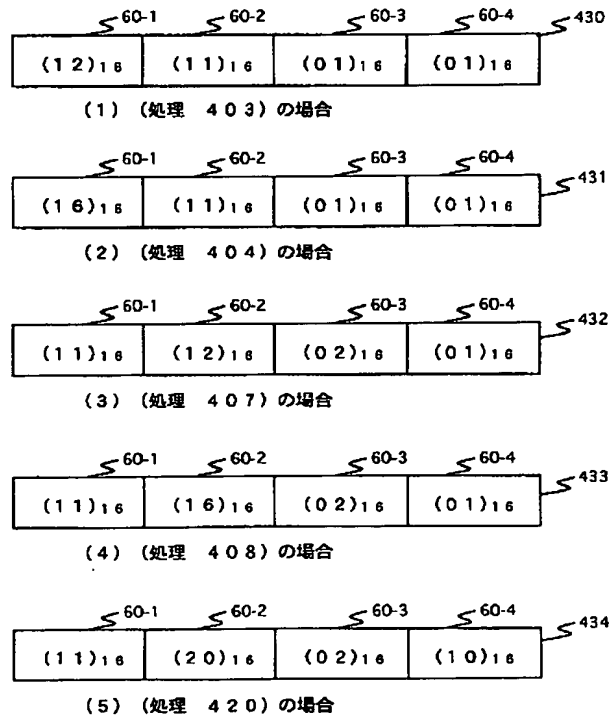 60-1 60-2 60-3 60-4 430
(12)16 (11)16 (01)16 (01)16
(1) (処理 403)の場合
60-1 60-2 60-3 60-4 431
(16)16 (11)16 (01)16 (01)16
(2) (処理 404)の場合
60-1 60-2 60-3 60-4 432
(11)16 (12)16 (02)16 (01)16
(3) (処理 407)の場合
60-1 60-2 60-3 60-4 433
(11)16 (16)16 (02)16 (01)16
(4) (処理 408)の場合
60-1 60-2 60-3 60-4 434
(11)16 (20)16 (02)16 (10)16
(5) (処理 420)の場合